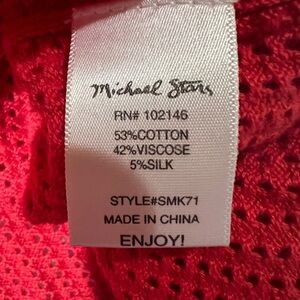 Michael Stars
RN# 102146
53%COTTON
42%VISCOSE
5%SILK
STYLE#SMK71
MADE IN CHINA
ENJOY!